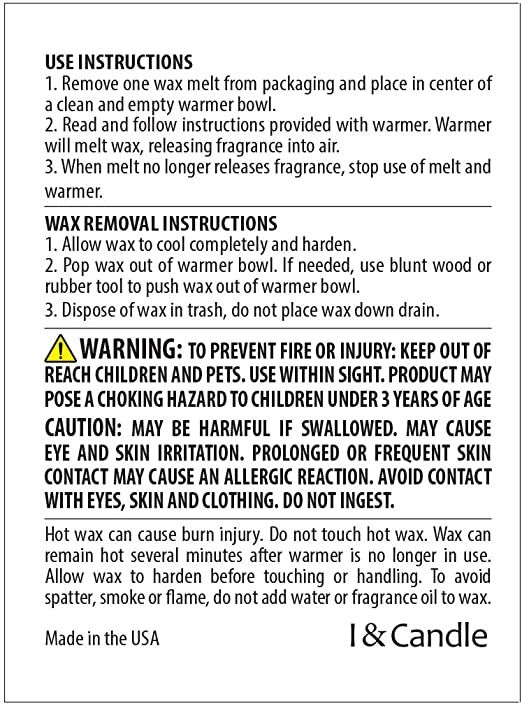 USE INSTRUCTIONS
1. Remove one wax melt from packaging and place in center of
a clean and empty warmer bowl.
2. Read and follow instructions provided with warmer. Warmer
will melt wax, releasing fragrance into air.
3. When melt no longer releases fragrance, stop use of melt and
warmer.
WAX REMOVAL INSTRUCTIONS
1. Allow wax to cool completely and harden.
2. Pop wax out of warmer bowl. If needed, use blunt wood or
rubber tool to push wax out of warmer bowl.
3. Dispose of wax in trash, do not place wax down drain.
WARNING: TO PREVENT FIRE OR INJURY: KEEP OUT OF
REACH CHILDREN AND PETS. USE WITHIN SIGHT. PRODUCT MAY
POSE A CHOKING HAZARD TO CHILDREN UNDER 3 YEARS OF AGE
CAUTION: MAY BE HARMFUL IF SWALLOWED. MAY CAUSE
EYE AND SKIN IRRITATION. PROLONGED OR FREQUENT SKIN
CONTACT MAY CAUSE AN ALLERGIC REACTION. AVOID CONTACT
WITH EYES, SKIN AND CLOTHING. DO NOT INGEST.
Hot wax can cause burn injury. Do not touch hot wax. Wax can
remain hot several minutes after warmer is no longer in use.
Allow wax to harden before touching or handling. To avoid
spatter, smoke or flame, do not add water or fragrance oil to wax.
Made in the USA
I & Candle